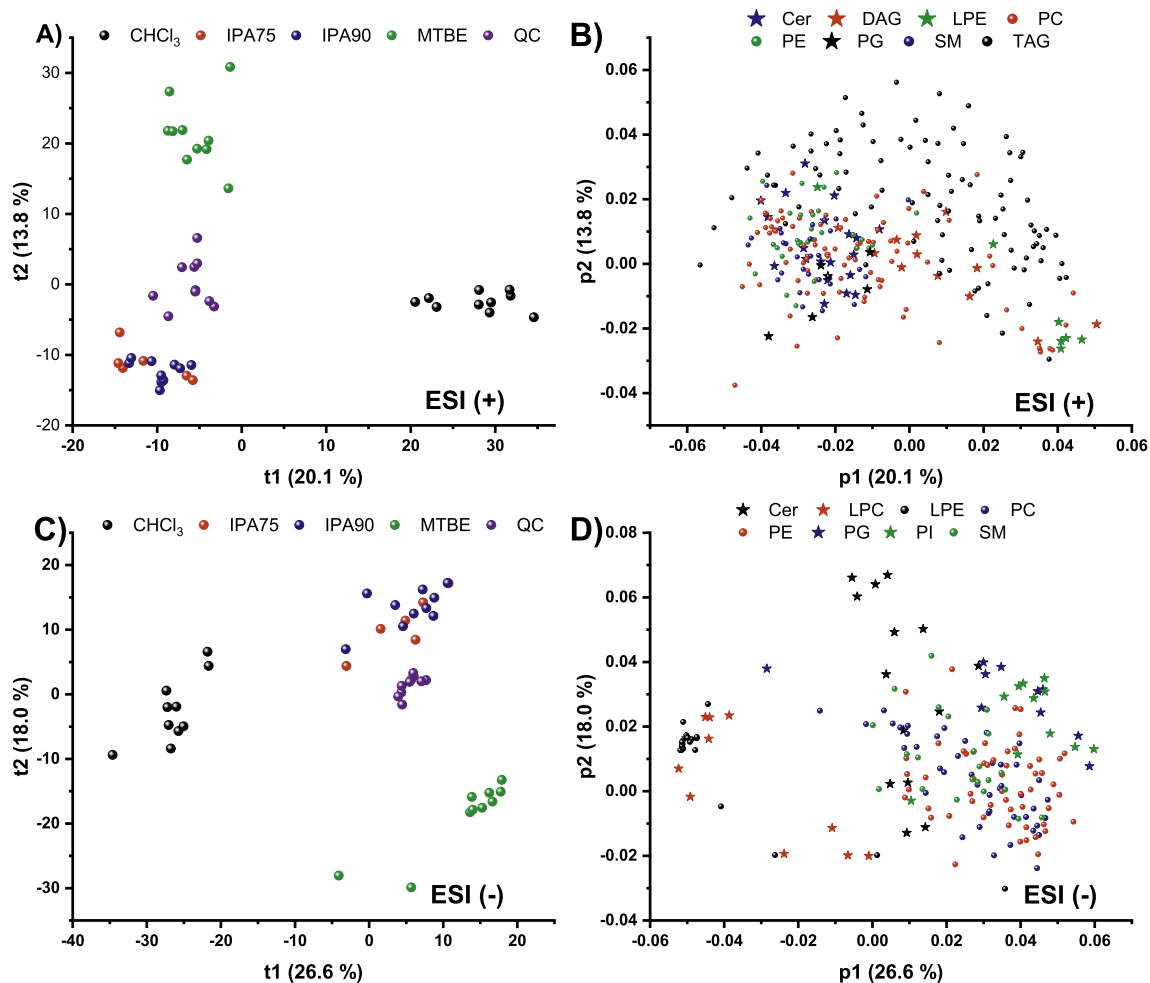 A) CHCl3 IPA75 IPA90 MTBE QC
30
20
10
0
-10
-20
t2 (13.8 %)
-20 -10 0 10 20 30
t1 (20.1 %)
ESI (+)
B) Cer DAG LPE PC
PE PG SM TAG
0.06
0.04
0.02
0.00
-0.02
-0.04
p2 (13.8 %)
-0.06 -0.04 -0.02 0.00 0.02 0.04 0.06
p1 (20.1 %)
ESI (+)
C) CHCl3 IPA75 IPA90 MTBE QC
20
10
0
-10
-20
-30
t2 (18.0 %)
-40 -30 -20 -10 0 10 20
t1 (26.6 %)
ESI (-)
D) Cer LPC LPE PC
PE PG PI SM
0.08
0.06
0.04
0.02
0.00
-0.02
-0.04
p2 (18.0 %)
-0.06 -0.04 -0.02 0.00 0.02 0.04 0.06
p1 (26.6 %)
ESI (-)